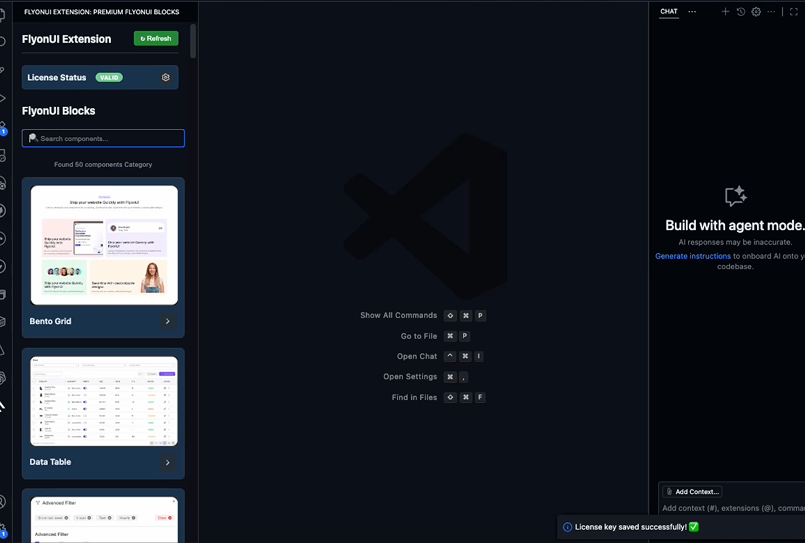 FLYONUI EXTENSION: PREMIUM FLYONUI BLOCKS
FlyonUI Extension
↻ Refresh
License Status
VALID
FlyonUI Blocks
Search components...
Found 50 components Category
Ship your website Quickly with FlyonUI
Bento Grid
Data Table
Advanced Filter
Advanced Filter
Show All Commands ⇧ ⌘ P
Go to File ⌘ P
Open Chat ^ ⌘ I
Open Settings ⌘ ,
Find in Files ⇧ ⌘ F
CHAT
Build with agent mode.
AI responses may be inaccurate.
Generate instructions to onboard AI onto y
codebase.
Add Context...
Add context (#), extensions (@), comma
License key saved successfully! ✅
1
1